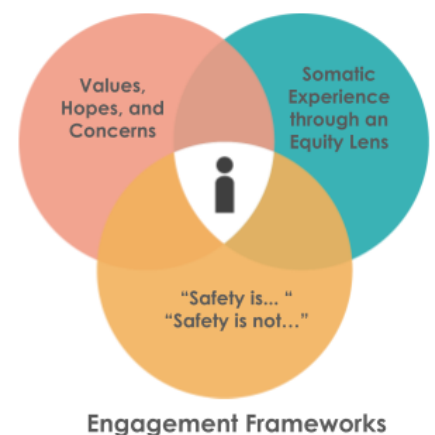 Values,
Hopes, and
Concerns
Somatic
Experience
through an
Equity Lens
“Safety is... “
“Safety is not...”
Engagement Frameworks